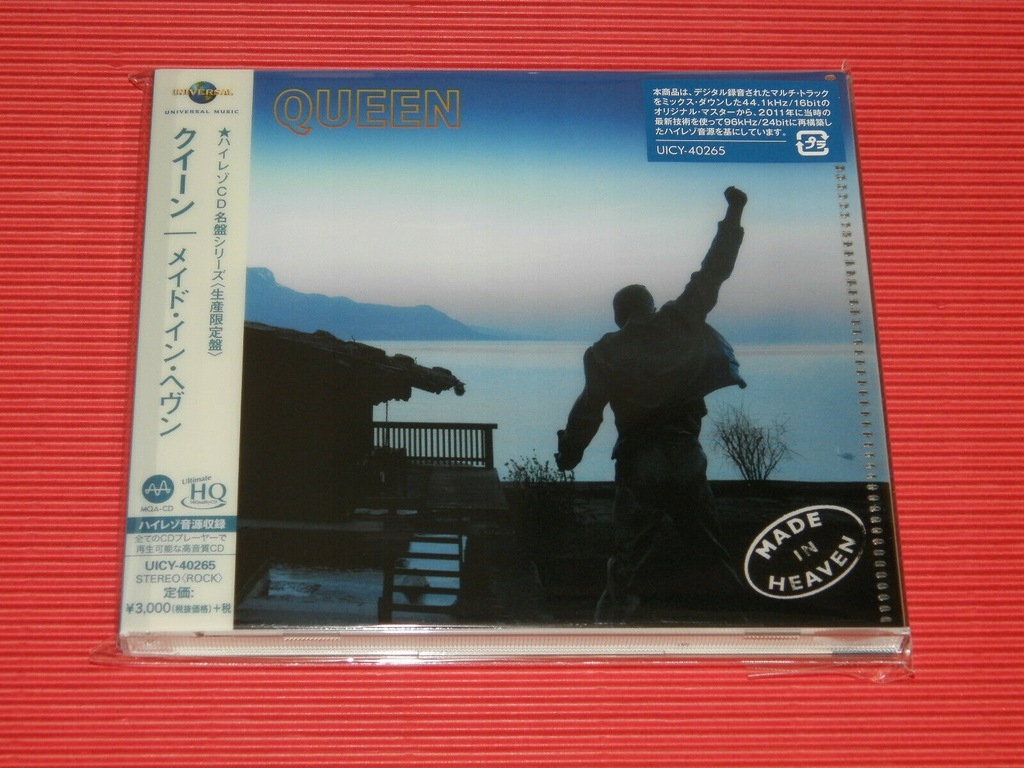 UNIVERSAL
UNIVERSAL MUSIC
★ハイレゾCD名盤シリーズ〈生産限定盤〉
クイーン｜メイド・イン・ヘヴン
MQA-CD
Ultimate
HQ
ハイレゾ音源収録
全てのCDプレーヤーで
再生可能な高音質CD
UICY-40265
STEREO〈ROCK〉
定価:
¥3,000(税抜価格)+税
QUEEN
本商品は、デジタル録音されたマルチ・トラック
をミックス・ダウンした44.1kHz/16bitの
オリジナル・マスターから、2011年に当時の
最新技術を使って96kHz/24bitに再構築し
たハイレゾ音源を基にしています。
UICY-40265
プラ
MADE
IN
HEAVEN